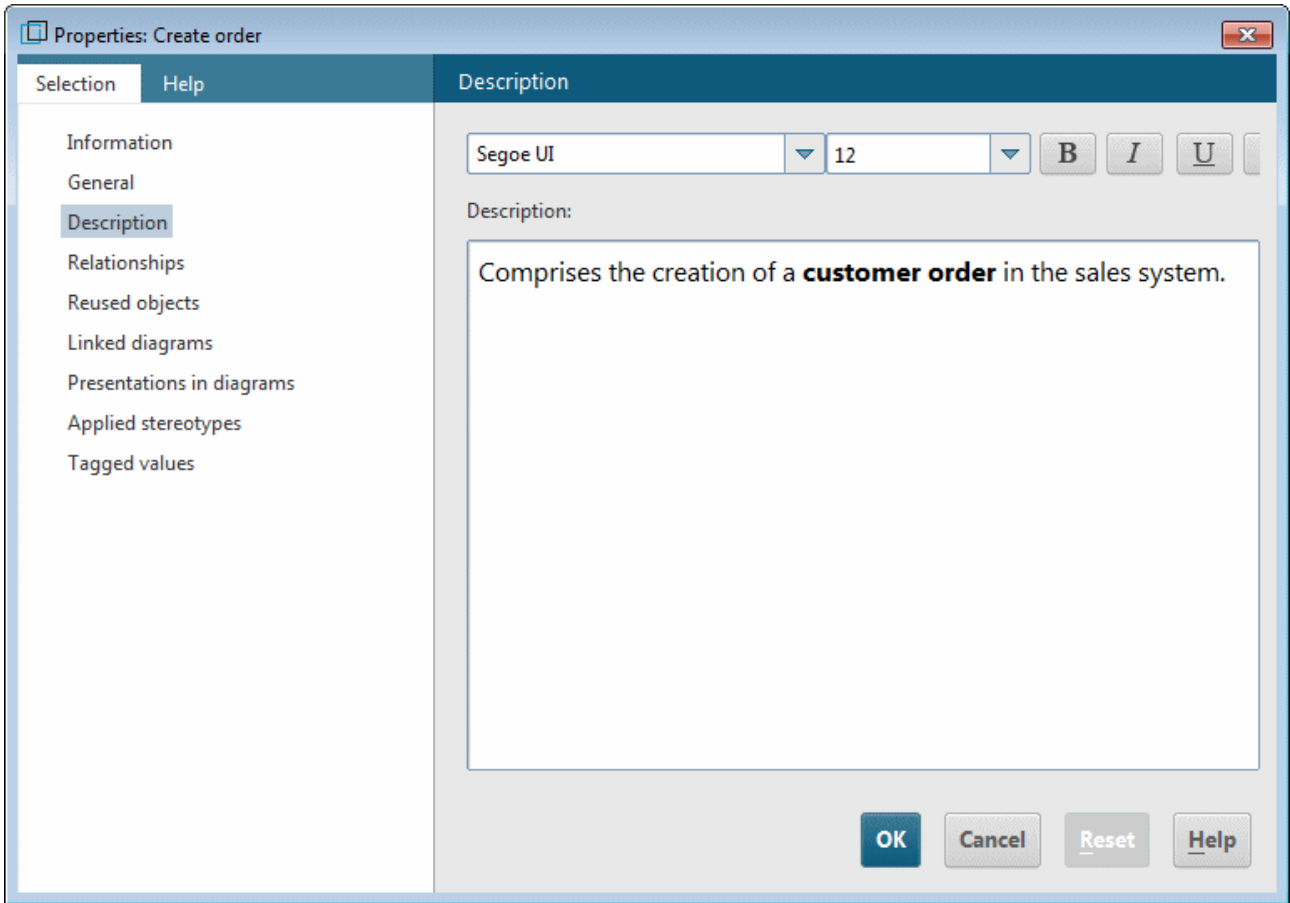 Properties: Create order
Selection Help
Information
General
Description
Relationships
Reused objects
Linked diagrams
Presentations in diagrams
Applied stereotypes
Tagged values
Description
Segoe UI 12 B I U
Description:
Comprises the creation of a customer order in the sales system.
OK Cancel Reset Help